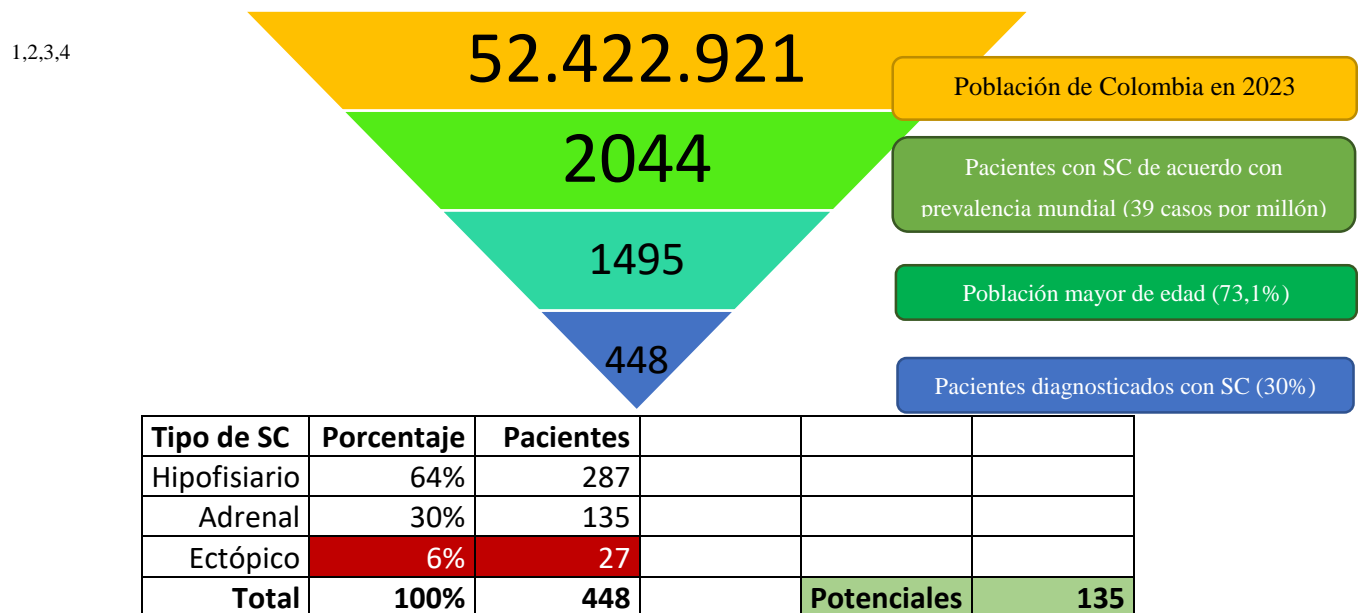 1,2,3,4
52.422.921
Población de Colombia en 2023
2044
Pacientes con SC de acuerdo con
prevalencia mundial (39 casos por millón)
1495
Población mayor de edad (73,1%)
448
Pacientes diagnosticados con SC (30%)
Tipo de SC Porcentaje Pacientes
Hipofisiario 64% 287
Adrenal 30% 135
Ectópico 6% 27
Total 100% 448 Potenciales 135